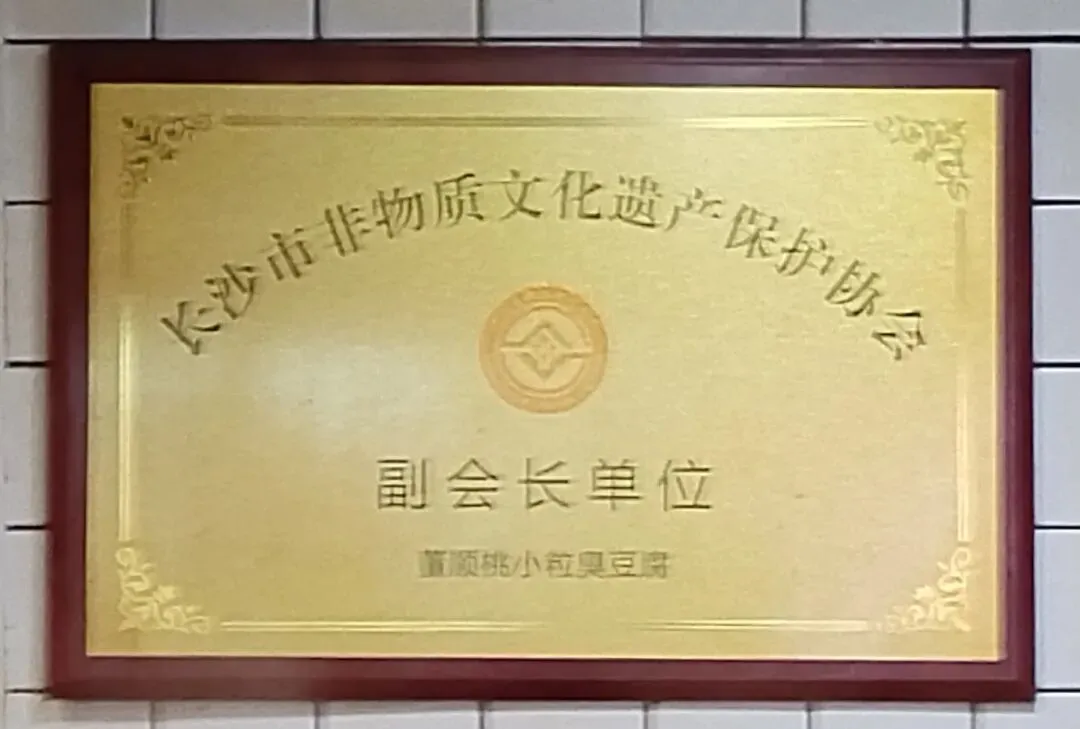 长沙市非物质文化遗产保护协会
副会长单位
董顺桃小粒臭豆腐